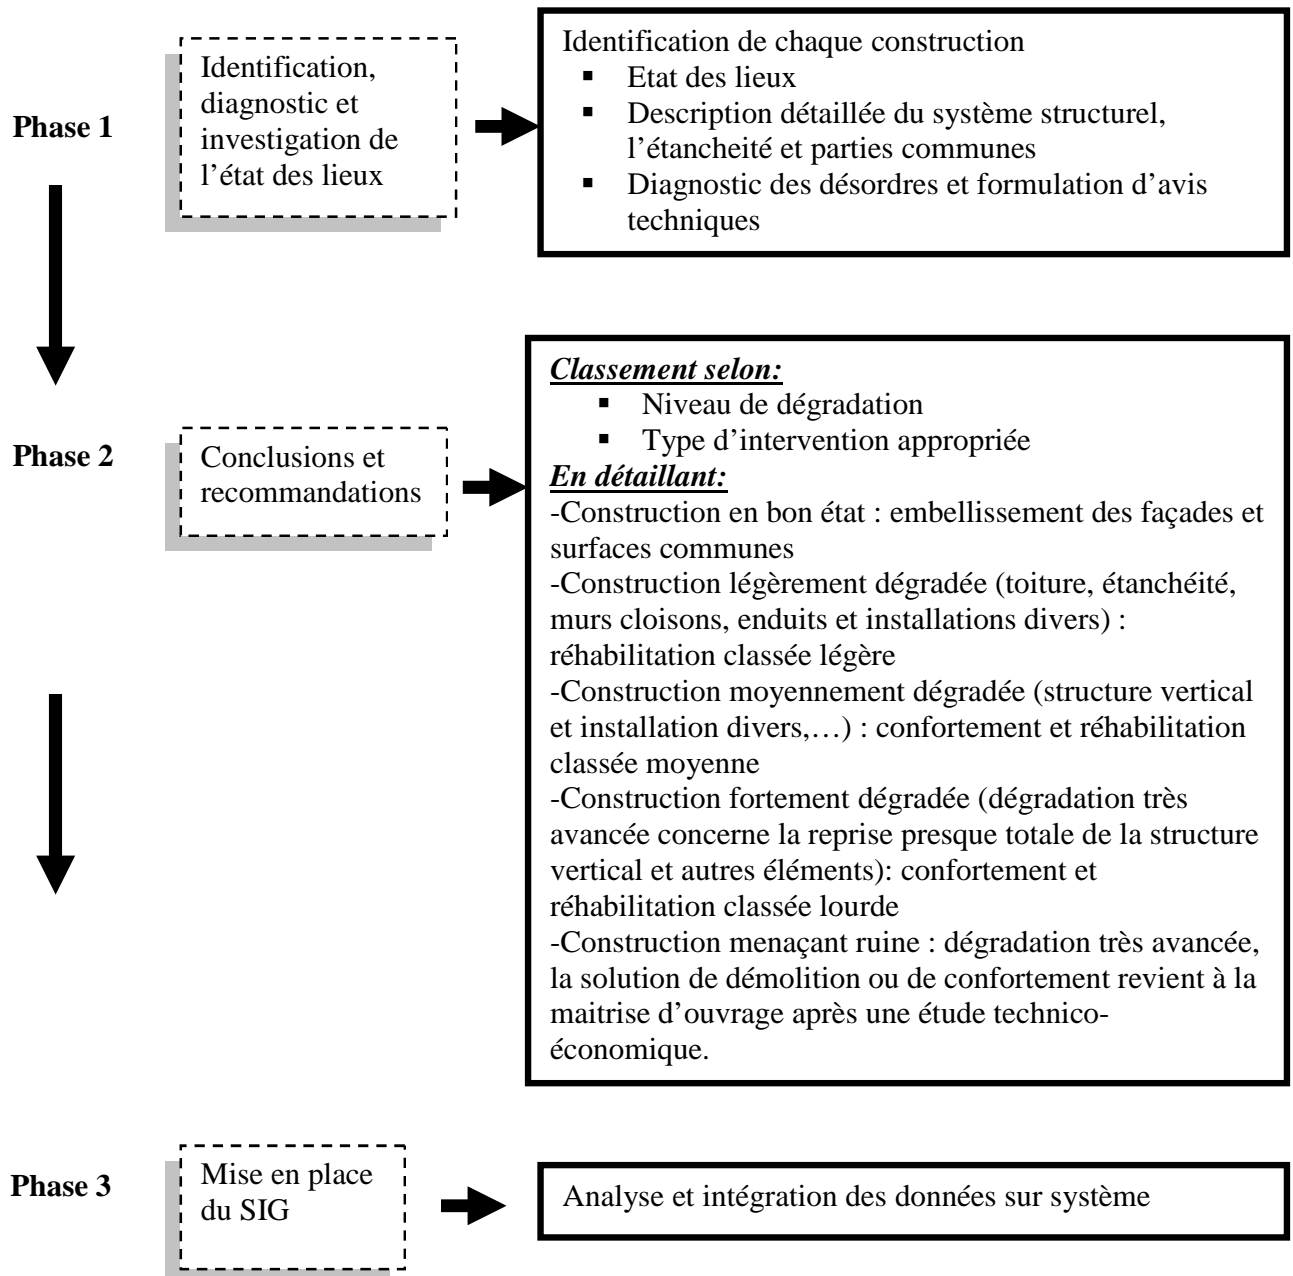 Phase 1
Identification,
diagnostic et
investigation de
l’état des lieux
Identification de chaque construction
▪ Etat des lieux
▪ Description détaillée du système structurel,
l’étancheité et parties communes
▪ Diagnostic des désordres et formulation d’avis
techniques
Phase 2
Conclusions et
recommandations
Classement selon:
▪ Niveau de dégradation
▪ Type d’intervention appropriée
En détaillant:
-Construction en bon état : embellissement des façades et
surfaces communes
-Construction légèrement dégradée (toiture, étanchéité,
murs cloisons, enduits et installations divers) :
réhabilitation classée légère
-Construction moyennement dégradée (structure vertical
et installation divers,…) : confortement et réhabilitation
classée moyenne
-Construction fortement dégradée (dégradation très
avancée concerne la reprise presque totale de la structure
vertical et autres éléments): confortement et
réhabilitation classée lourde
-Construction menaçant ruine : dégradation très avancée,
la solution de démolition ou de confortement revient à la
maitrise d’ouvrage après une étude technico-
économique.
Phase 3
Mise en place
du SIG
Analyse et intégration des données sur système